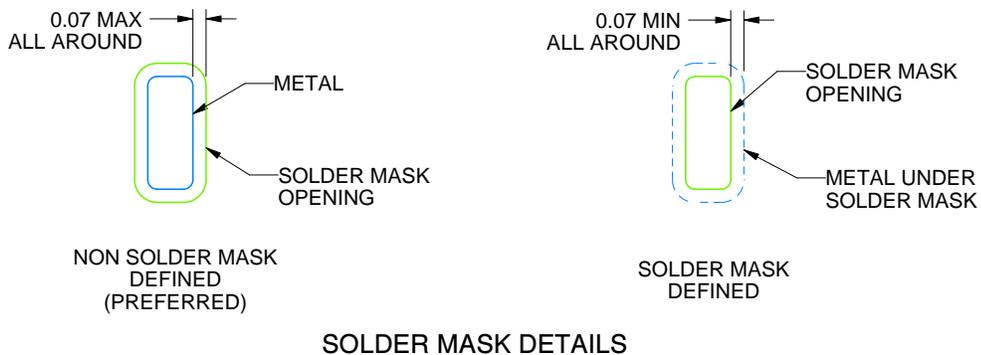 0.07 MAX
ALL AROUND
METAL
SOLDER MASK
OPENING
NON SOLDER MASK
DEFINED
(PREFERRED)
0.07 MIN
ALL AROUND
SOLDER MASK
OPENING
METAL UNDER
SOLDER MASK
SOLDER MASK
DEFINED
SOLDER MASK DETAILS